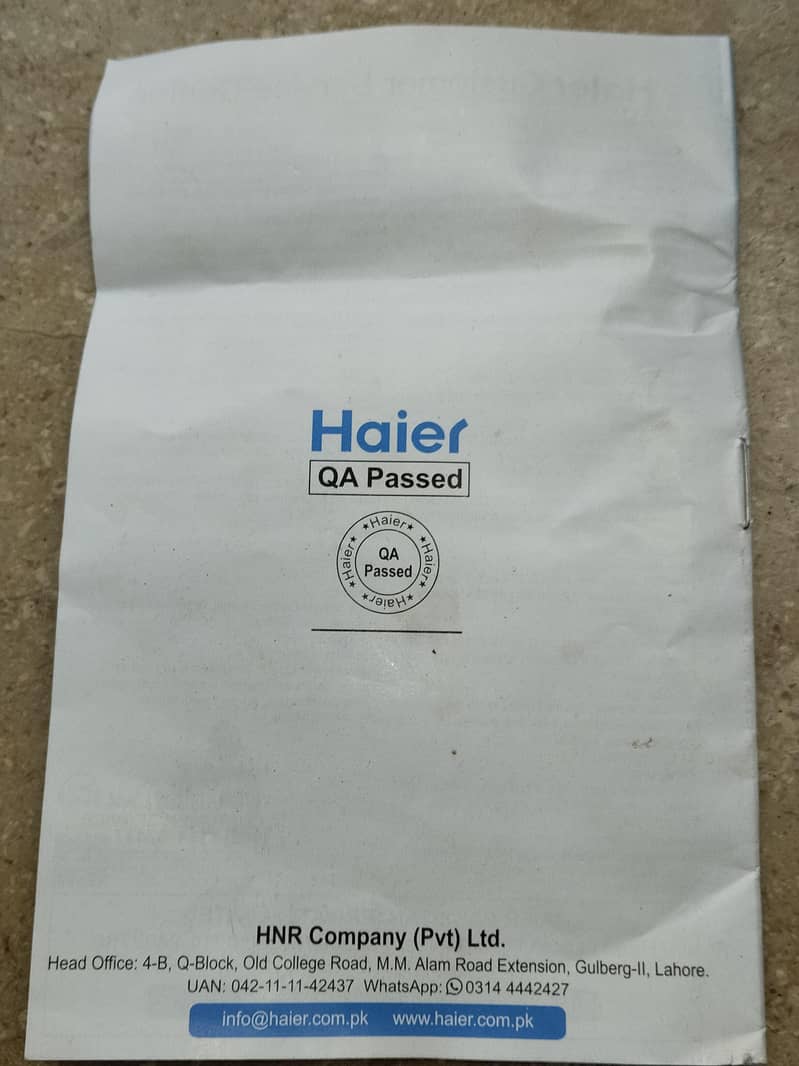 Haier
QA Passed
★Haier★
★Haier★
QA
Passed
★Haier★
★Haier★
HNR Company (Pvt) Ltd.
Head Office: 4-B, Q-Block, Old College Road, M.M. Alam Road Extension, Gulberg-II, Lahore.
UAN: 042-11-11-42437 WhatsApp: 0314 4442427
info@haier.com.pk www.haier.com.pk